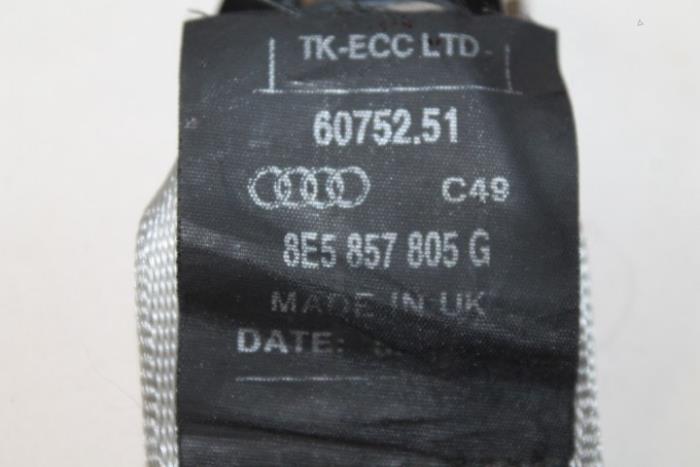 TK-ECC LTD
60752.51
C49
8E5 857 805 G
MADE IN UK
DATE: